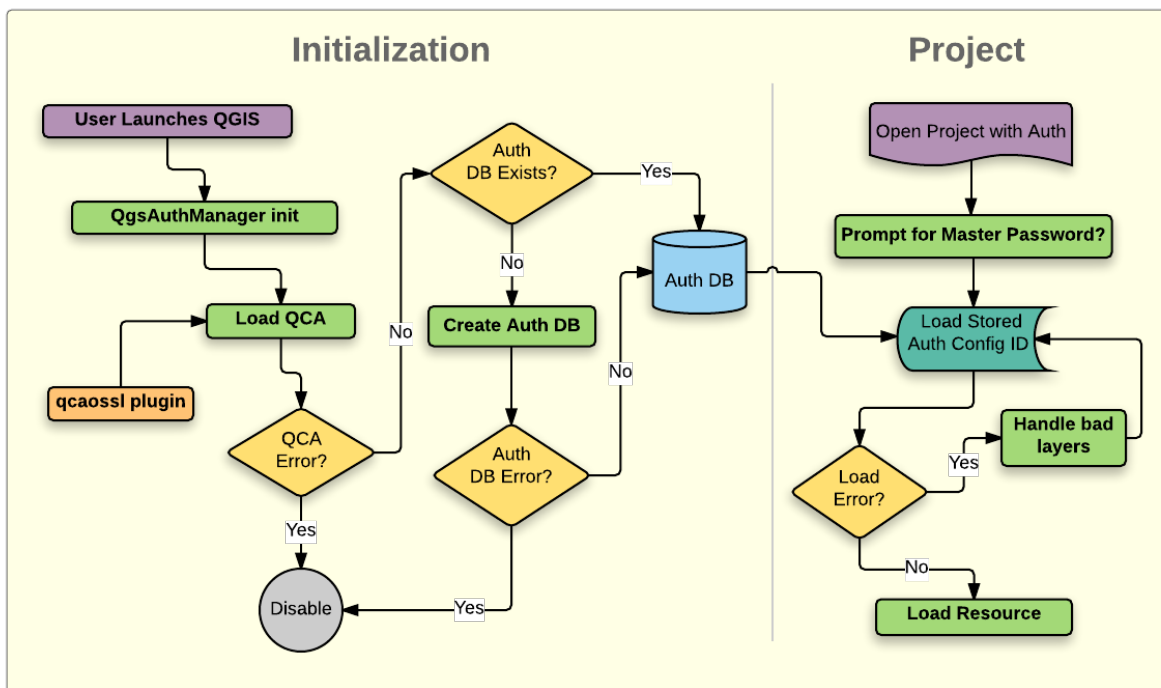 Initialization
User Launches QGIS
QgsAuthManager init
Load QCA
qcaossl plugin
QCA
Error?
Yes
Disable
No
Auth
DB Exists?
Yes
No
Create Auth DB
Auth
DB Error?
Yes
No
Auth DB
Project
Open Project with Auth
Prompt for Master Password?
Load Stored
Auth Config ID
Load
Error?
Yes
Handle bad
layers
No
Load Resource